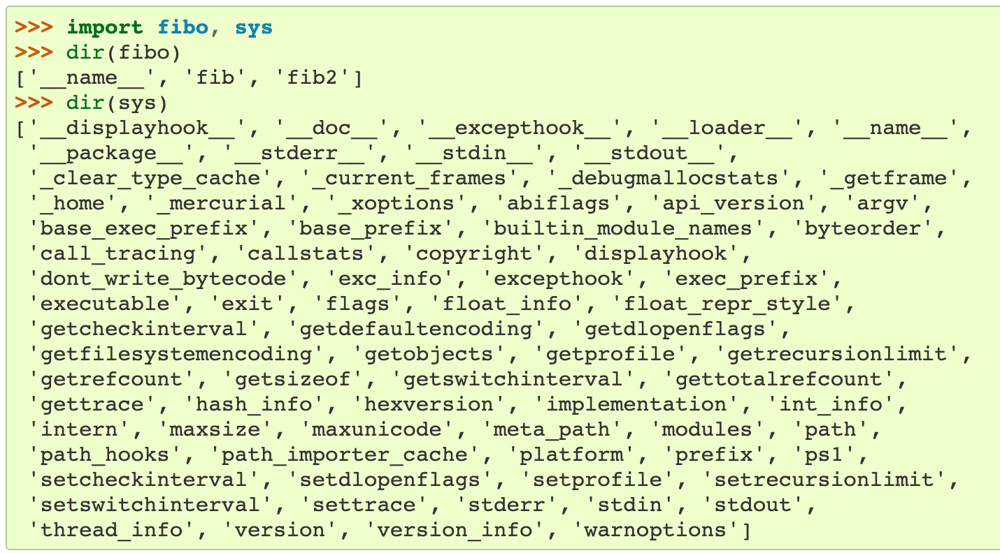 >>> import fibo, sys
>>> dir(fibo)
['__name__', 'fib', 'fib2']
>>> dir(sys)
['__displayhook__', '__doc__', '__excepthook__', '__loader__', '__name__',
 '__package__', '__stderr__', '__stdin__', '__stdout__',
 '_clear_type_cache', '_current_frames', '_debugmallocstats', '_getframe',
 '_home', '_mercurial', '_xoptions', 'abiflags', 'api_version', 'argv',
 'base_exec_prefix', 'base_prefix', 'builtin_module_names', 'byteorder',
 'call_tracing', 'callstats', 'copyright', 'displayhook',
 'dont_write_bytecode', 'exc_info', 'excepthook', 'exec_prefix',
 'executable', 'exit', 'flags', 'float_info', 'float_repr_style',
 'getcheckinterval', 'getdefaultencoding', 'getdlopenflags',
 'getfilesystemencoding', 'getobjects', 'getprofile', 'getrecursionlimit',
 'getrefcount', 'getsizeof', 'getswitchinterval', 'gettotalrefcount',
 'gettrace', 'hash_info', 'hexversion', 'implementation', 'int_info',
 'intern', 'maxsize', 'maxunicode', 'meta_path', 'modules', 'path',
 'path_hooks', 'path_importer_cache', 'platform', 'prefix', 'ps1',
 'setcheckinterval', 'setdlopenflags', 'setprofile', 'setrecursionlimit',
 'setswitchinterval', 'settrace', 'stderr', 'stdin', 'stdout',
 'thread_info', 'version', 'version_info', 'warnoptions']